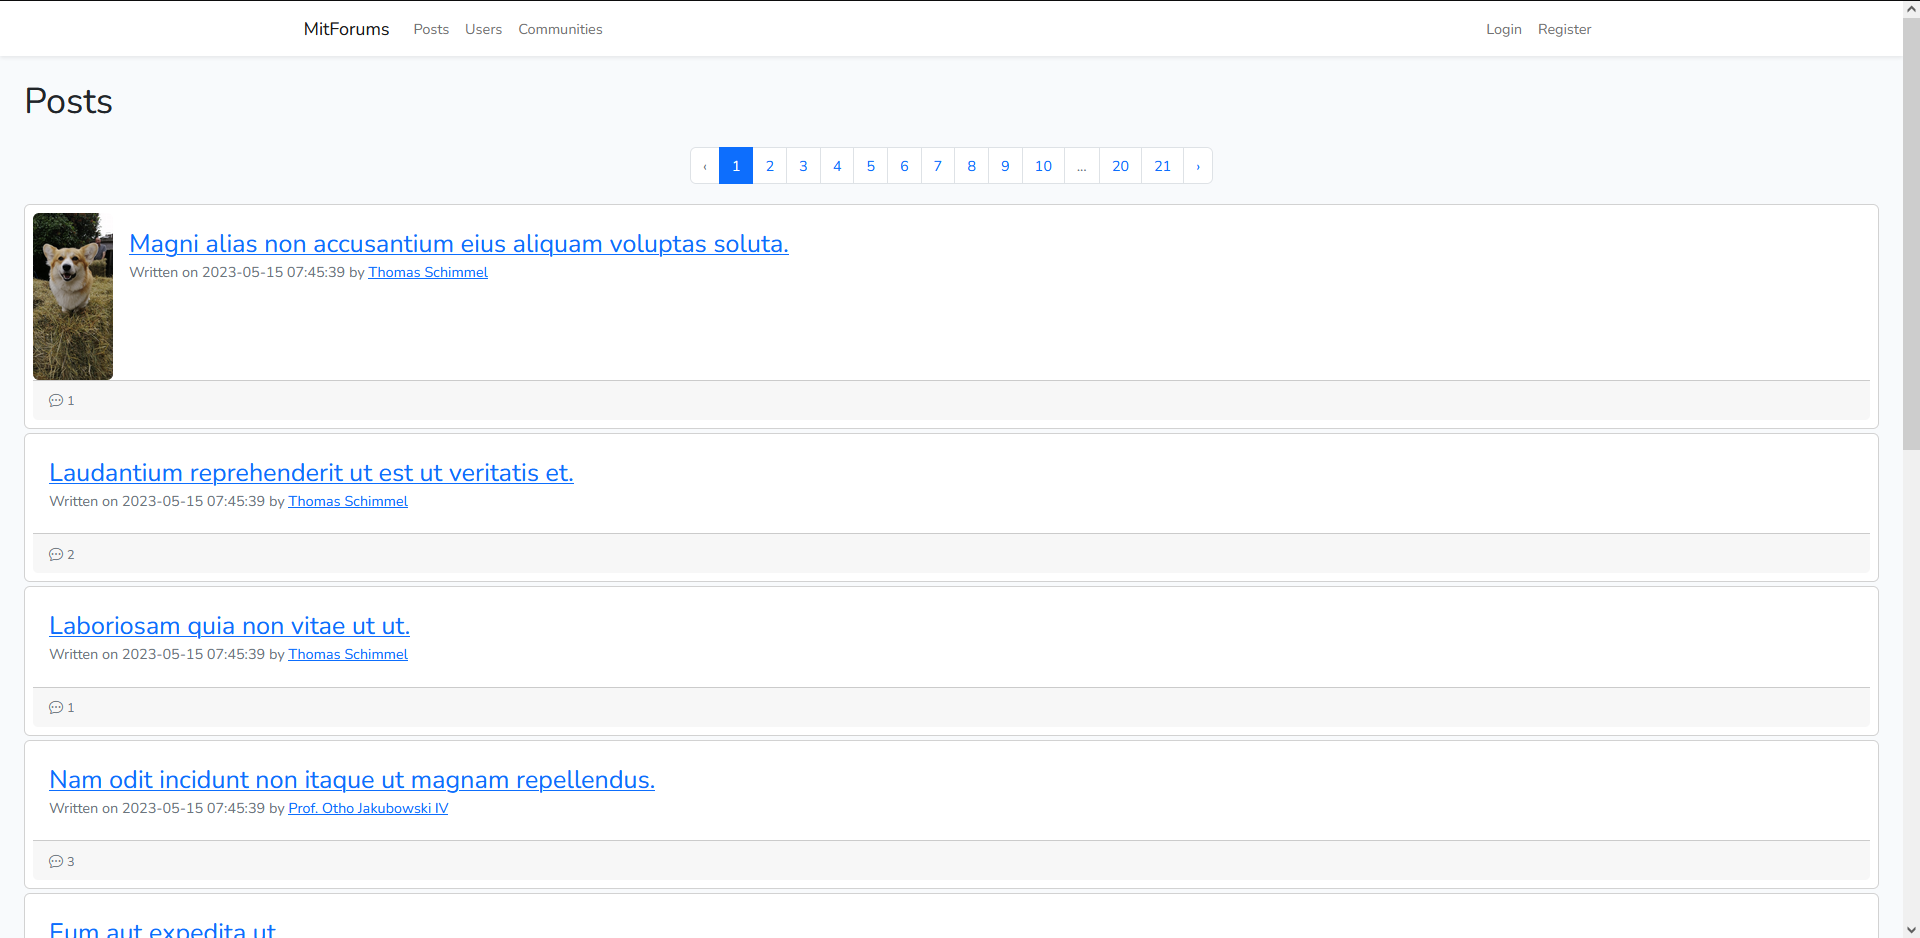 MitForums Posts Users Communities Login Register
Posts
‹ 1 2 3 4 5 6 7 8 9 10 ... 20 21 ›
Magni alias non accusantium eius aliquam voluptas soluta.
Written on 2023-05-15 07:45:39 by Thomas Schimmel
1
Laudantium reprehenderit ut est ut veritatis et.
Written on 2023-05-15 07:45:39 by Thomas Schimmel
2
Laboriosam quia non vitae ut ut.
Written on 2023-05-15 07:45:39 by Thomas Schimmel
1
Nam odit incidunt non itaque ut magnam repellendus.
Written on 2023-05-15 07:45:39 by Prof. Otho Jakubowski IV
3
Eum aut expedita ut